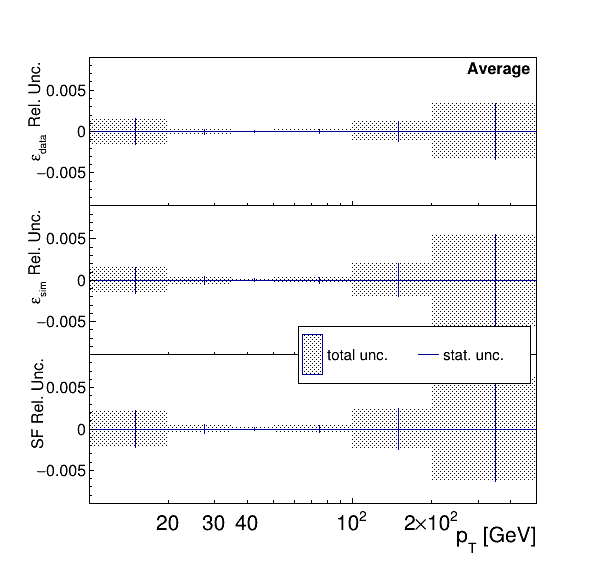 Average
ε_data Rel. Unc.
0.005
0
−0.005
ε_sim Rel. Unc.
0.005
0
−0.005
total unc.
stat. unc.
SF Rel. Unc.
0.005
0
−0.005
20 30 40 10² 2×10²
p_T [GeV]